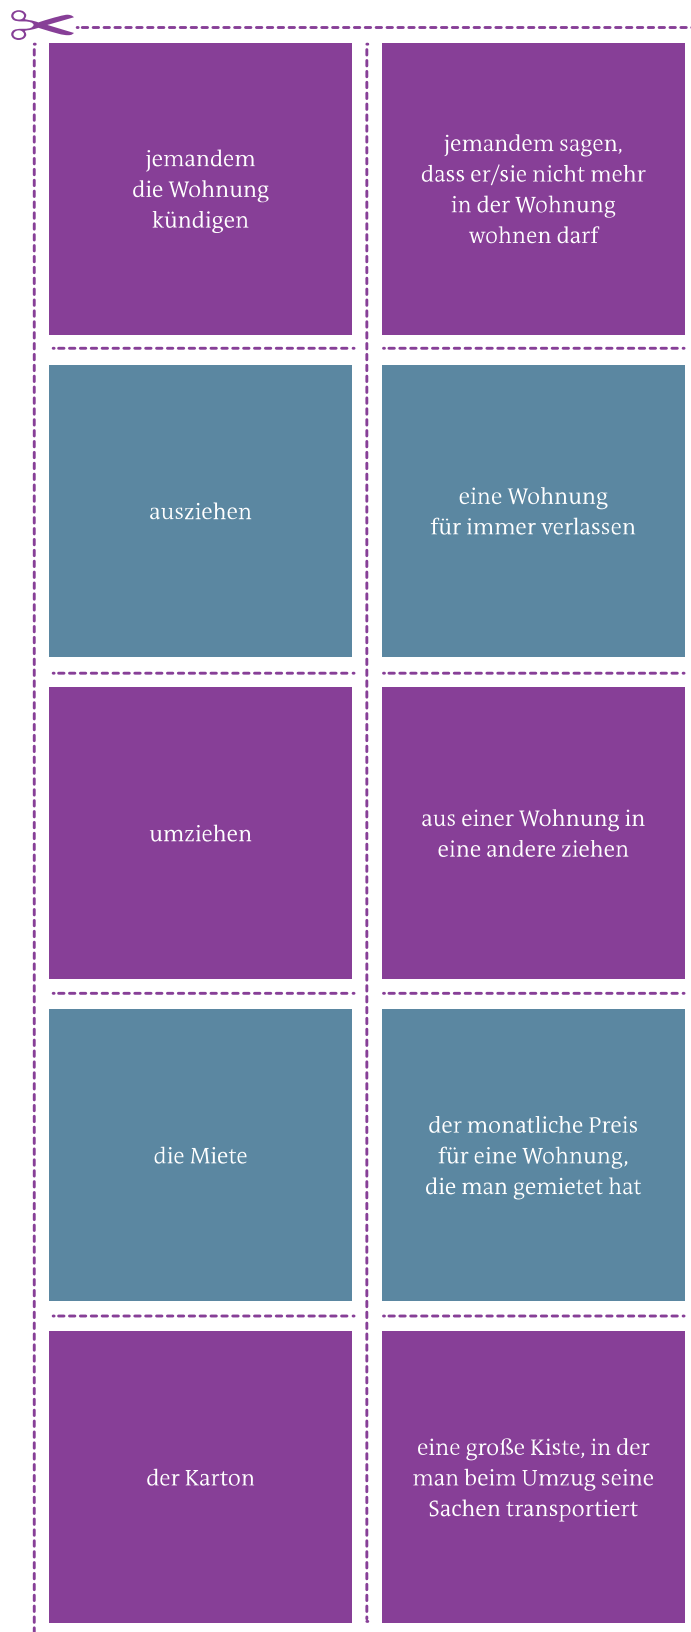 jemandem
die Wohnung
kündigen
jemandem sagen,
dass er/sie nicht mehr
in der Wohnung
wohnen darf
ausziehen
eine Wohnung
für immer verlassen
umziehen
aus einer Wohnung in
eine andere ziehen
die Miete
der monatliche Preis
für eine Wohnung,
die man gemietet hat
der Karton
eine große Kiste, in der
man beim Umzug seine
Sachen transportiert